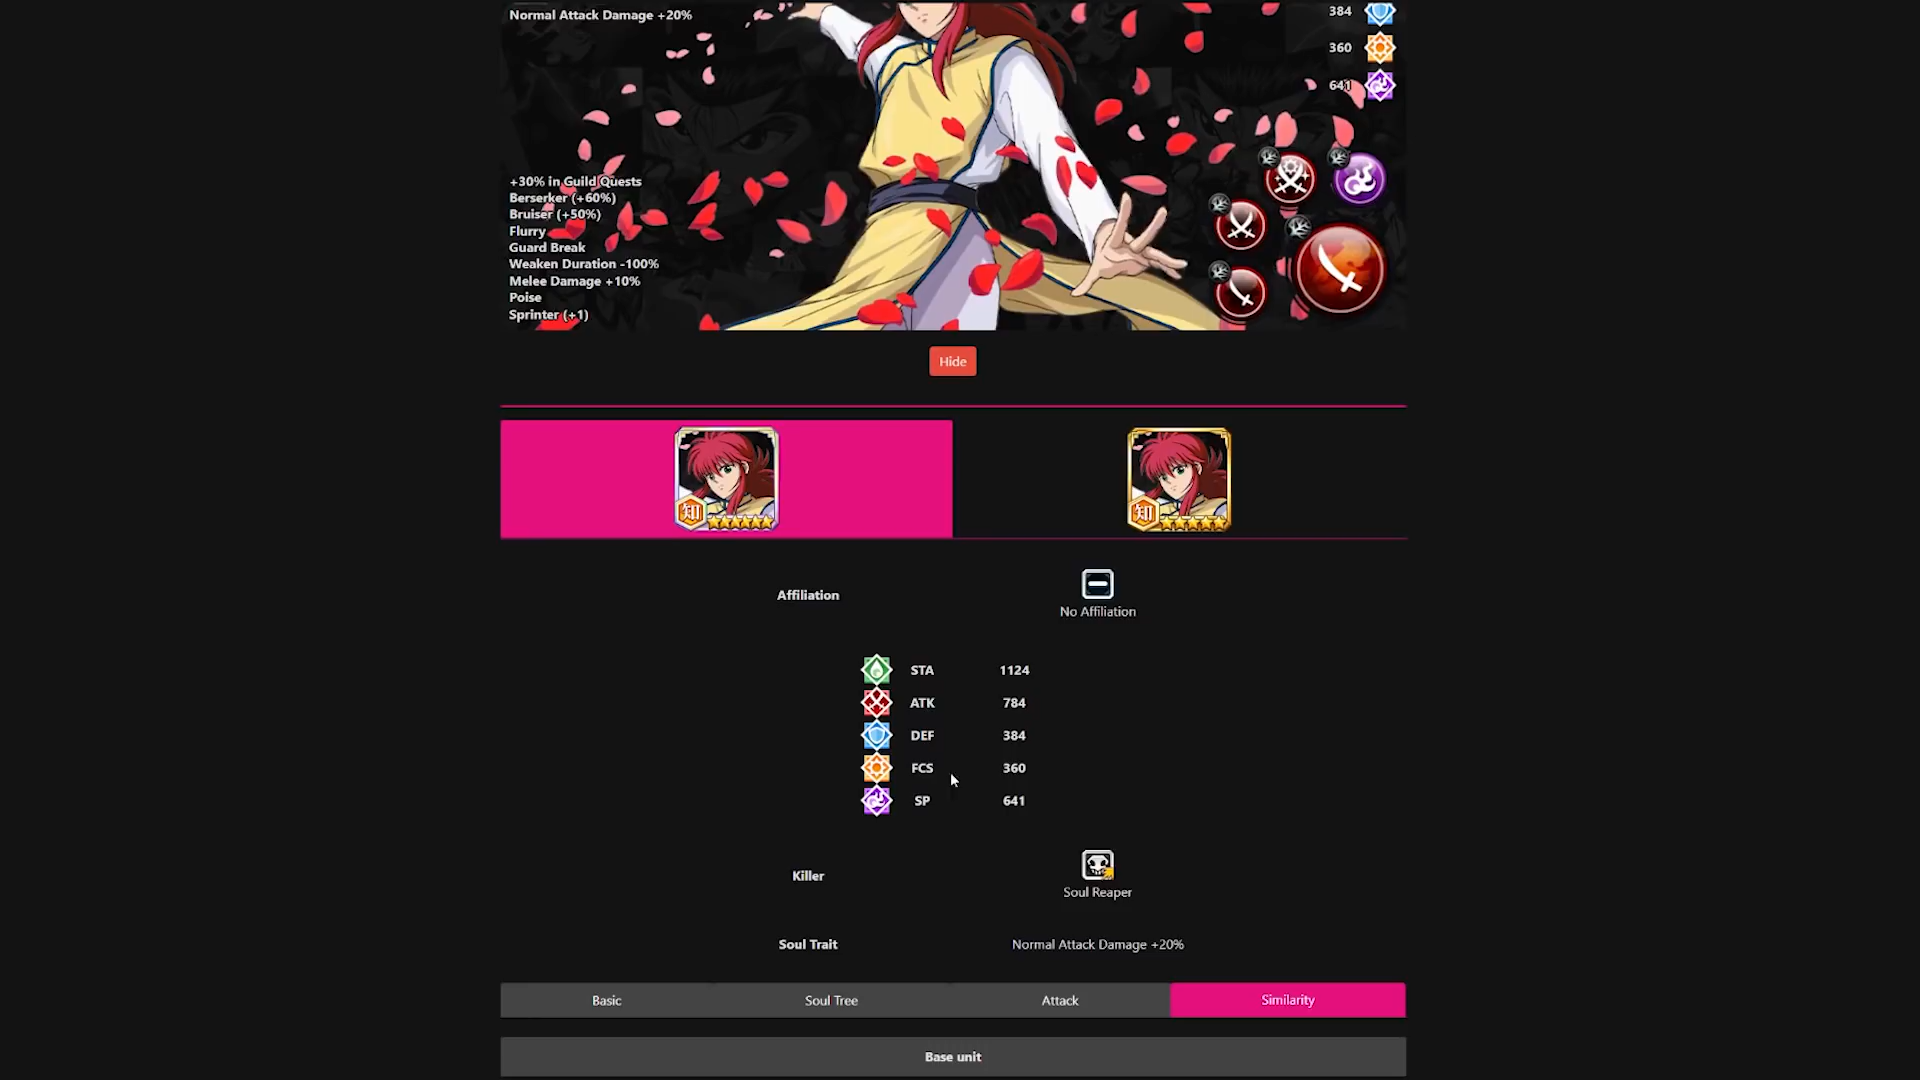 Normal Attack Damage +20%
384
360
641
+30% in Guild Quests
Berserker (+60%)
Bruiser (+50%)
Flurry
Guard Break
Weaken Duration -100%
Melee Damage +10%
Poise
Sprinter (+1)
Hide
知
知
Affiliation
No Affiliation
STA 1124
ATK 784
DEF 384
FCS 360
SP 641
Killer
Soul Reaper
Soul Trait
Normal Attack Damage +20%
Basic Soul Tree Attack Similarity
Base unit